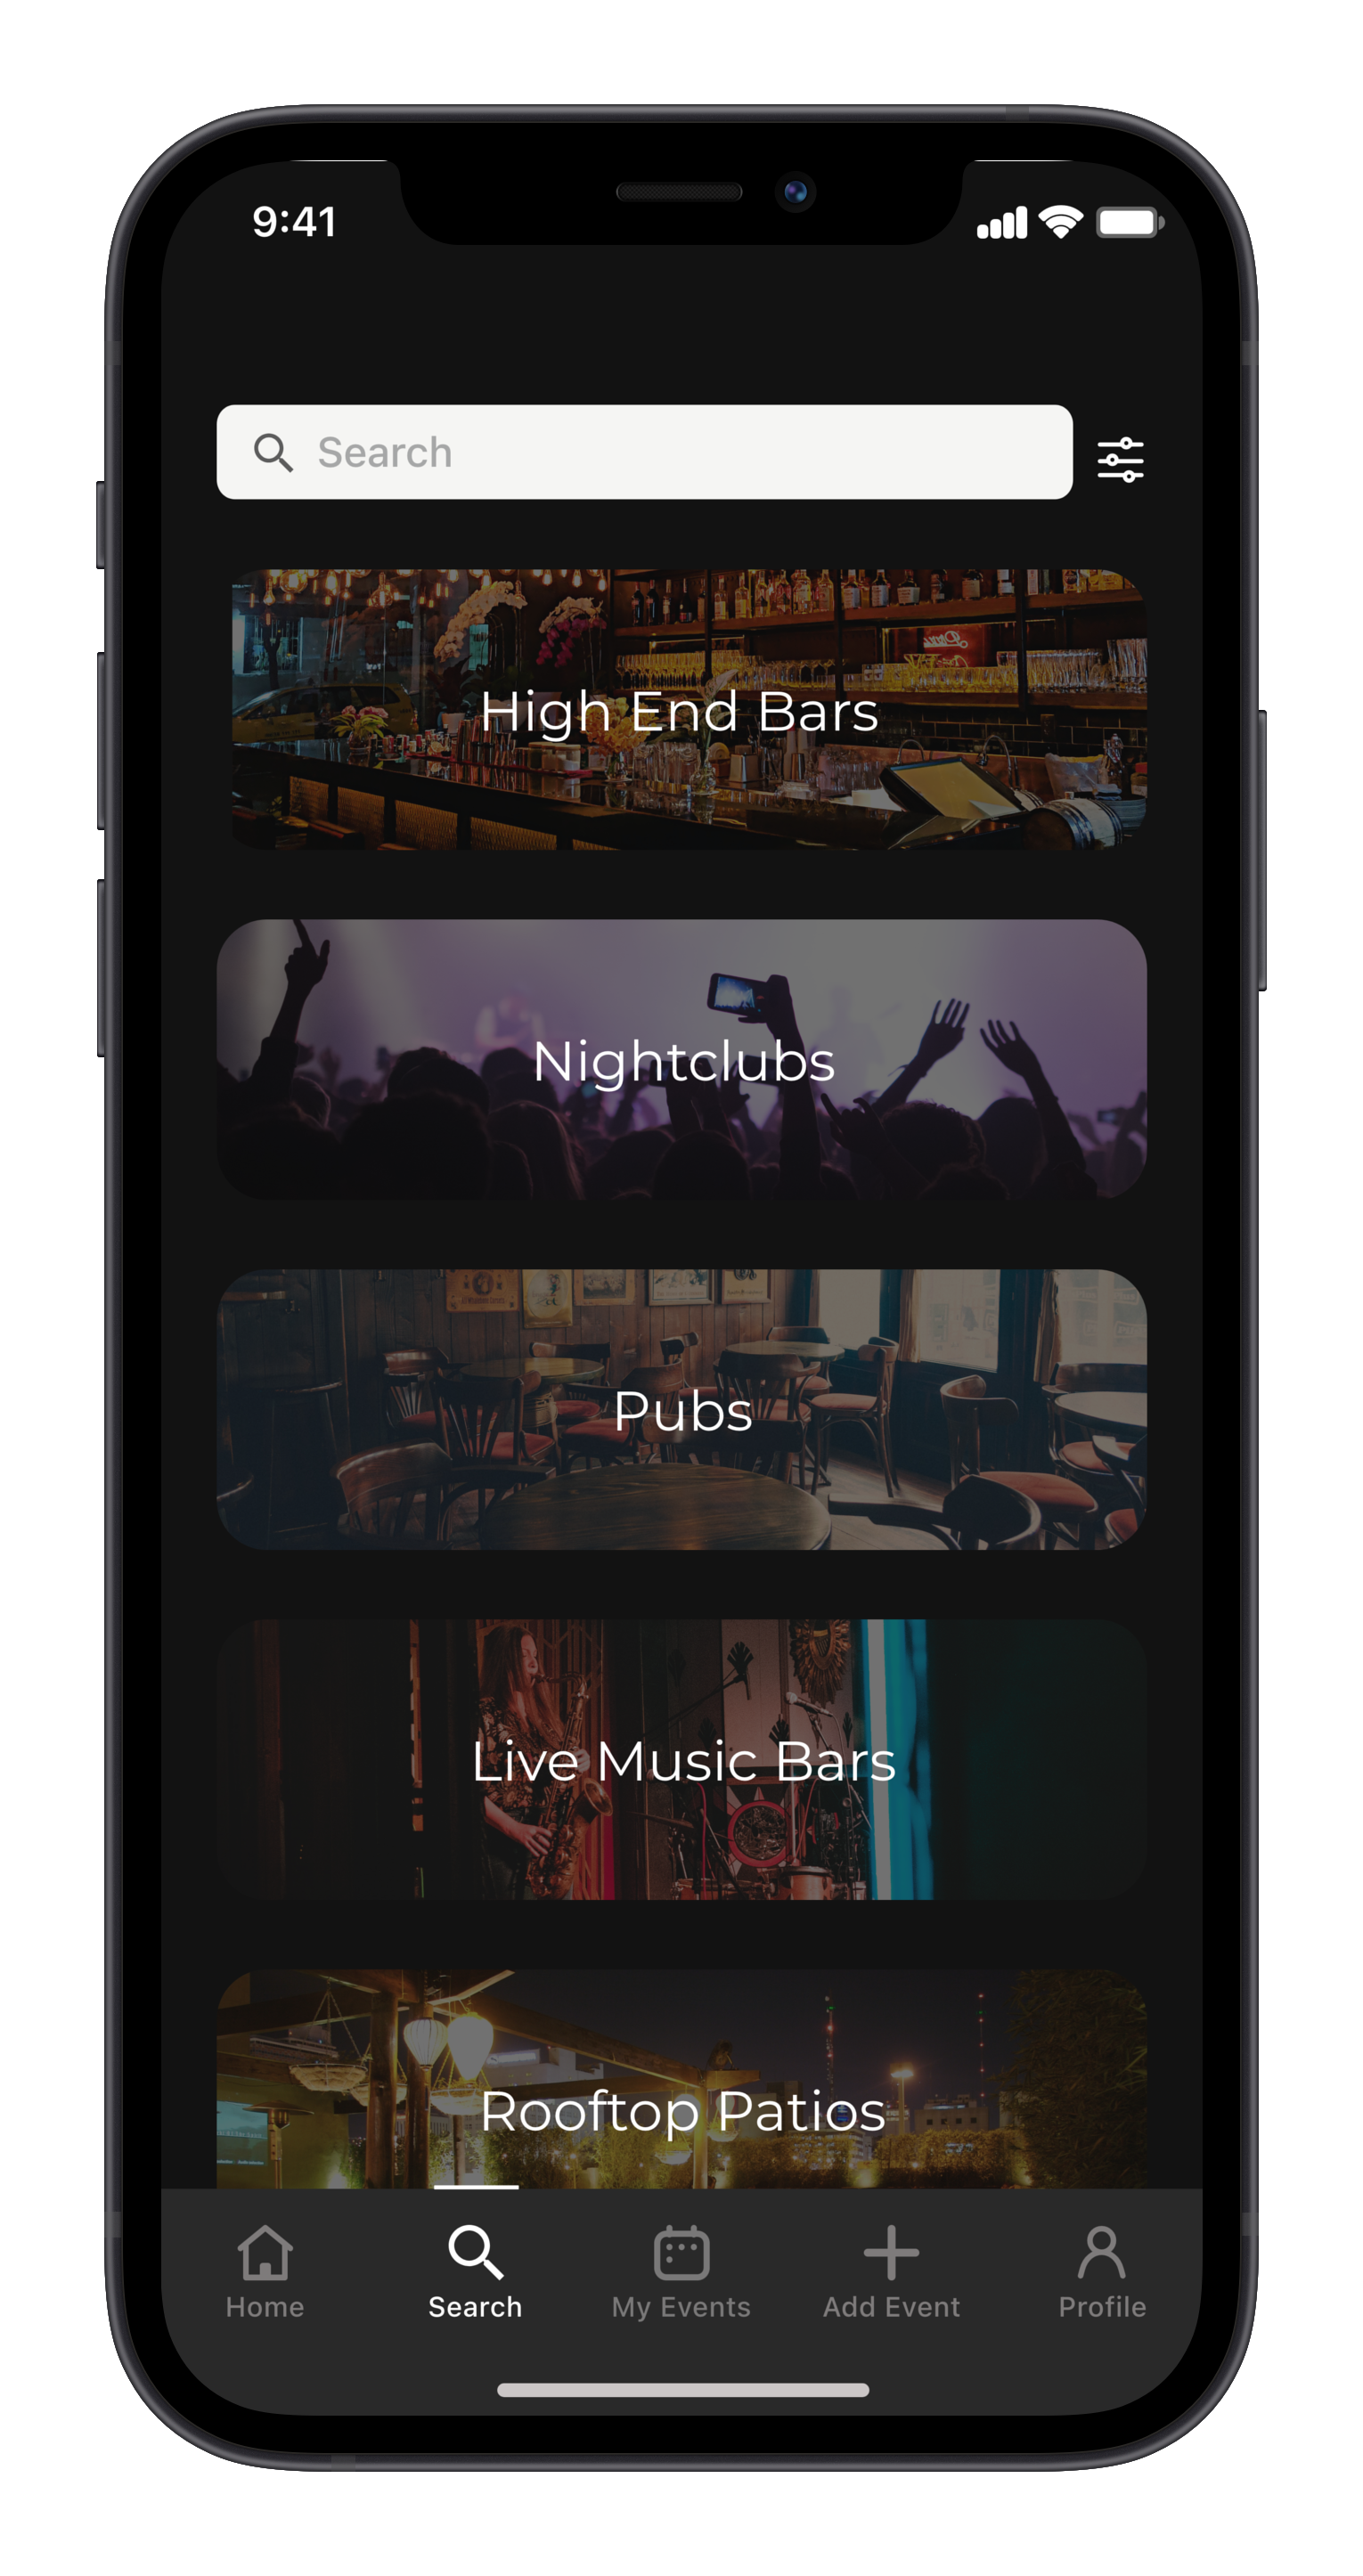 9:41
Search
High End Bars
Nightclubs
Pubs
Live Music Bars
Rooftop Patios
Home
Search
My Events
Add Event
Profile